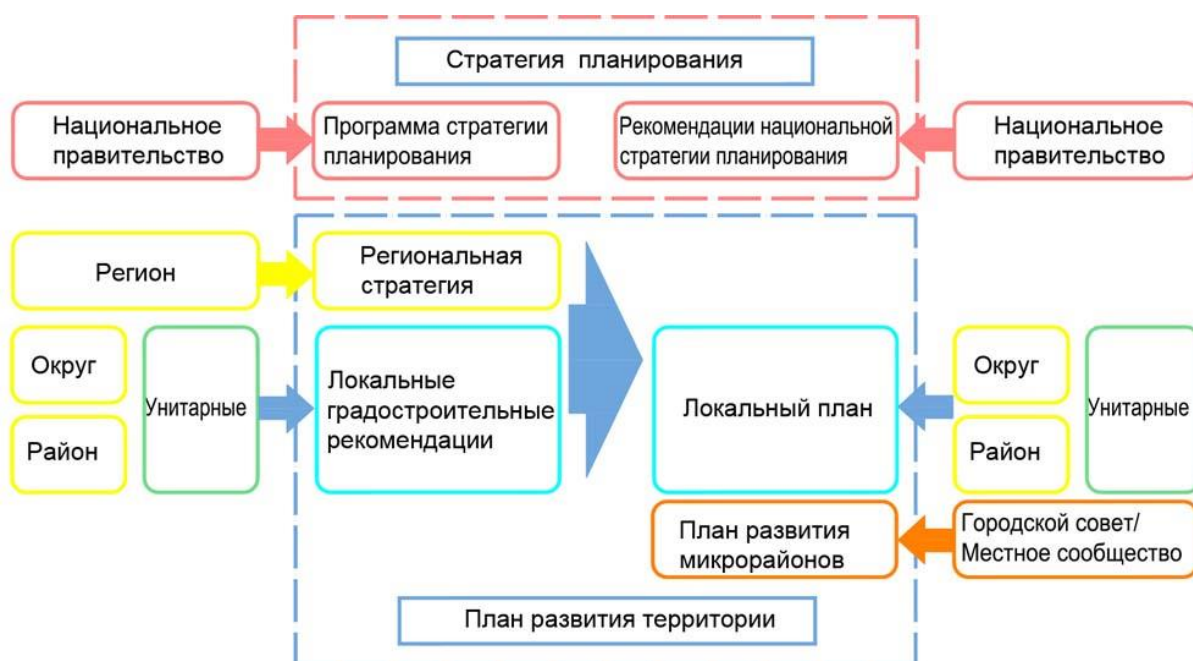 Стратегия планирования
Национальное
правительство
Программа стратегии
планирования
Рекомендации национальной
стратегии планирования
Национальное
правительство
Регион
Региональная
стратегия
Округ
Район
Унитарные
Локальные
градостроительные
рекомендации
Локальный план
Округ
Район
Унитарные
План развития
микрорайонов
Городской совет/
Местное сообщество
План развития территории